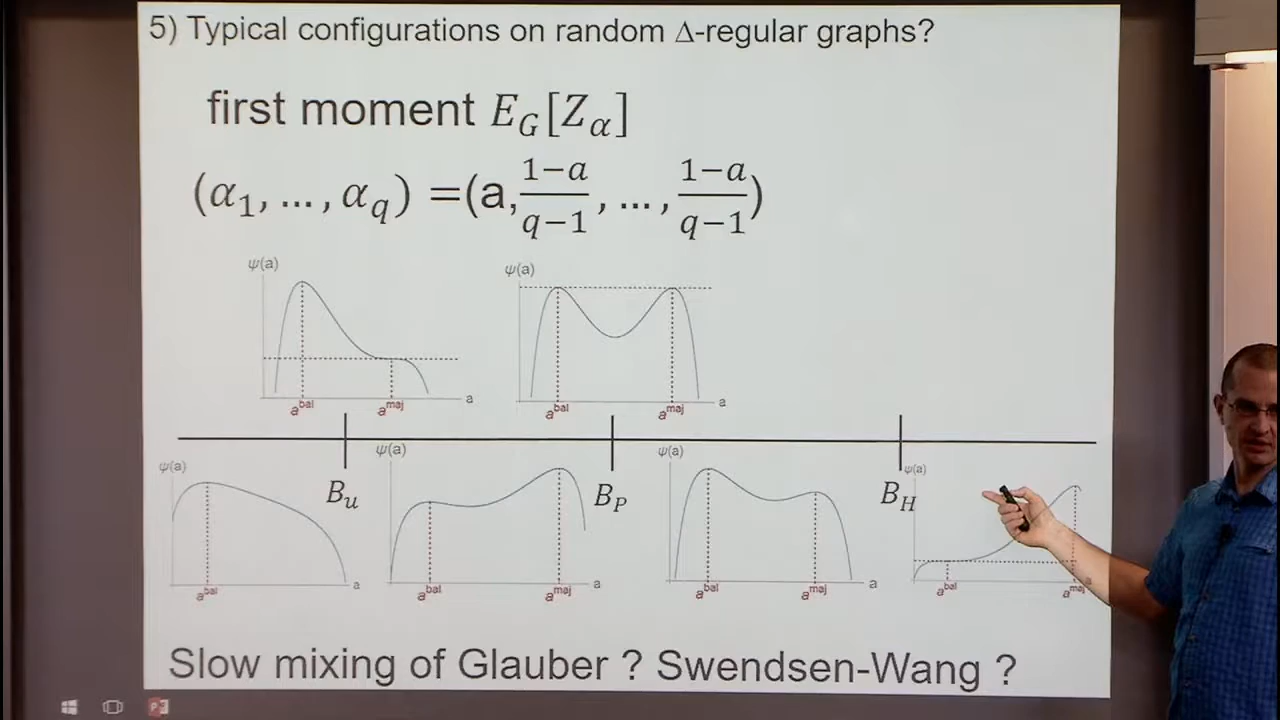 5) Typical configurations on random Δ-regular graphs?
first moment E_G[Z_α]
(α₁, ..., α_q) =(a, (1−a)/(q−1), ..., (1−a)/(q−1))
ψ(a) a^bal a^maj a
ψ(a) a^bal a^maj a
B_u B_P B_H
ψ(a) a^bal a
ψ(a) a^bal a^maj a
ψ(a) a^bal a^maj a
ψ(a) a^bal a^maj a
Slow mixing of Glauber ? Swendsen-Wang ?